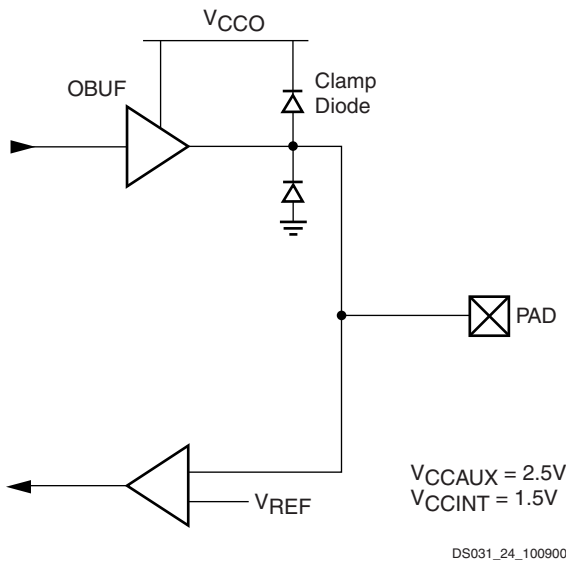 VCCO
OBUF
Clamp
Diode
PAD
VREF
VCCAUX = 2.5V
VCCINT = 1.5V
DS031_24_100900